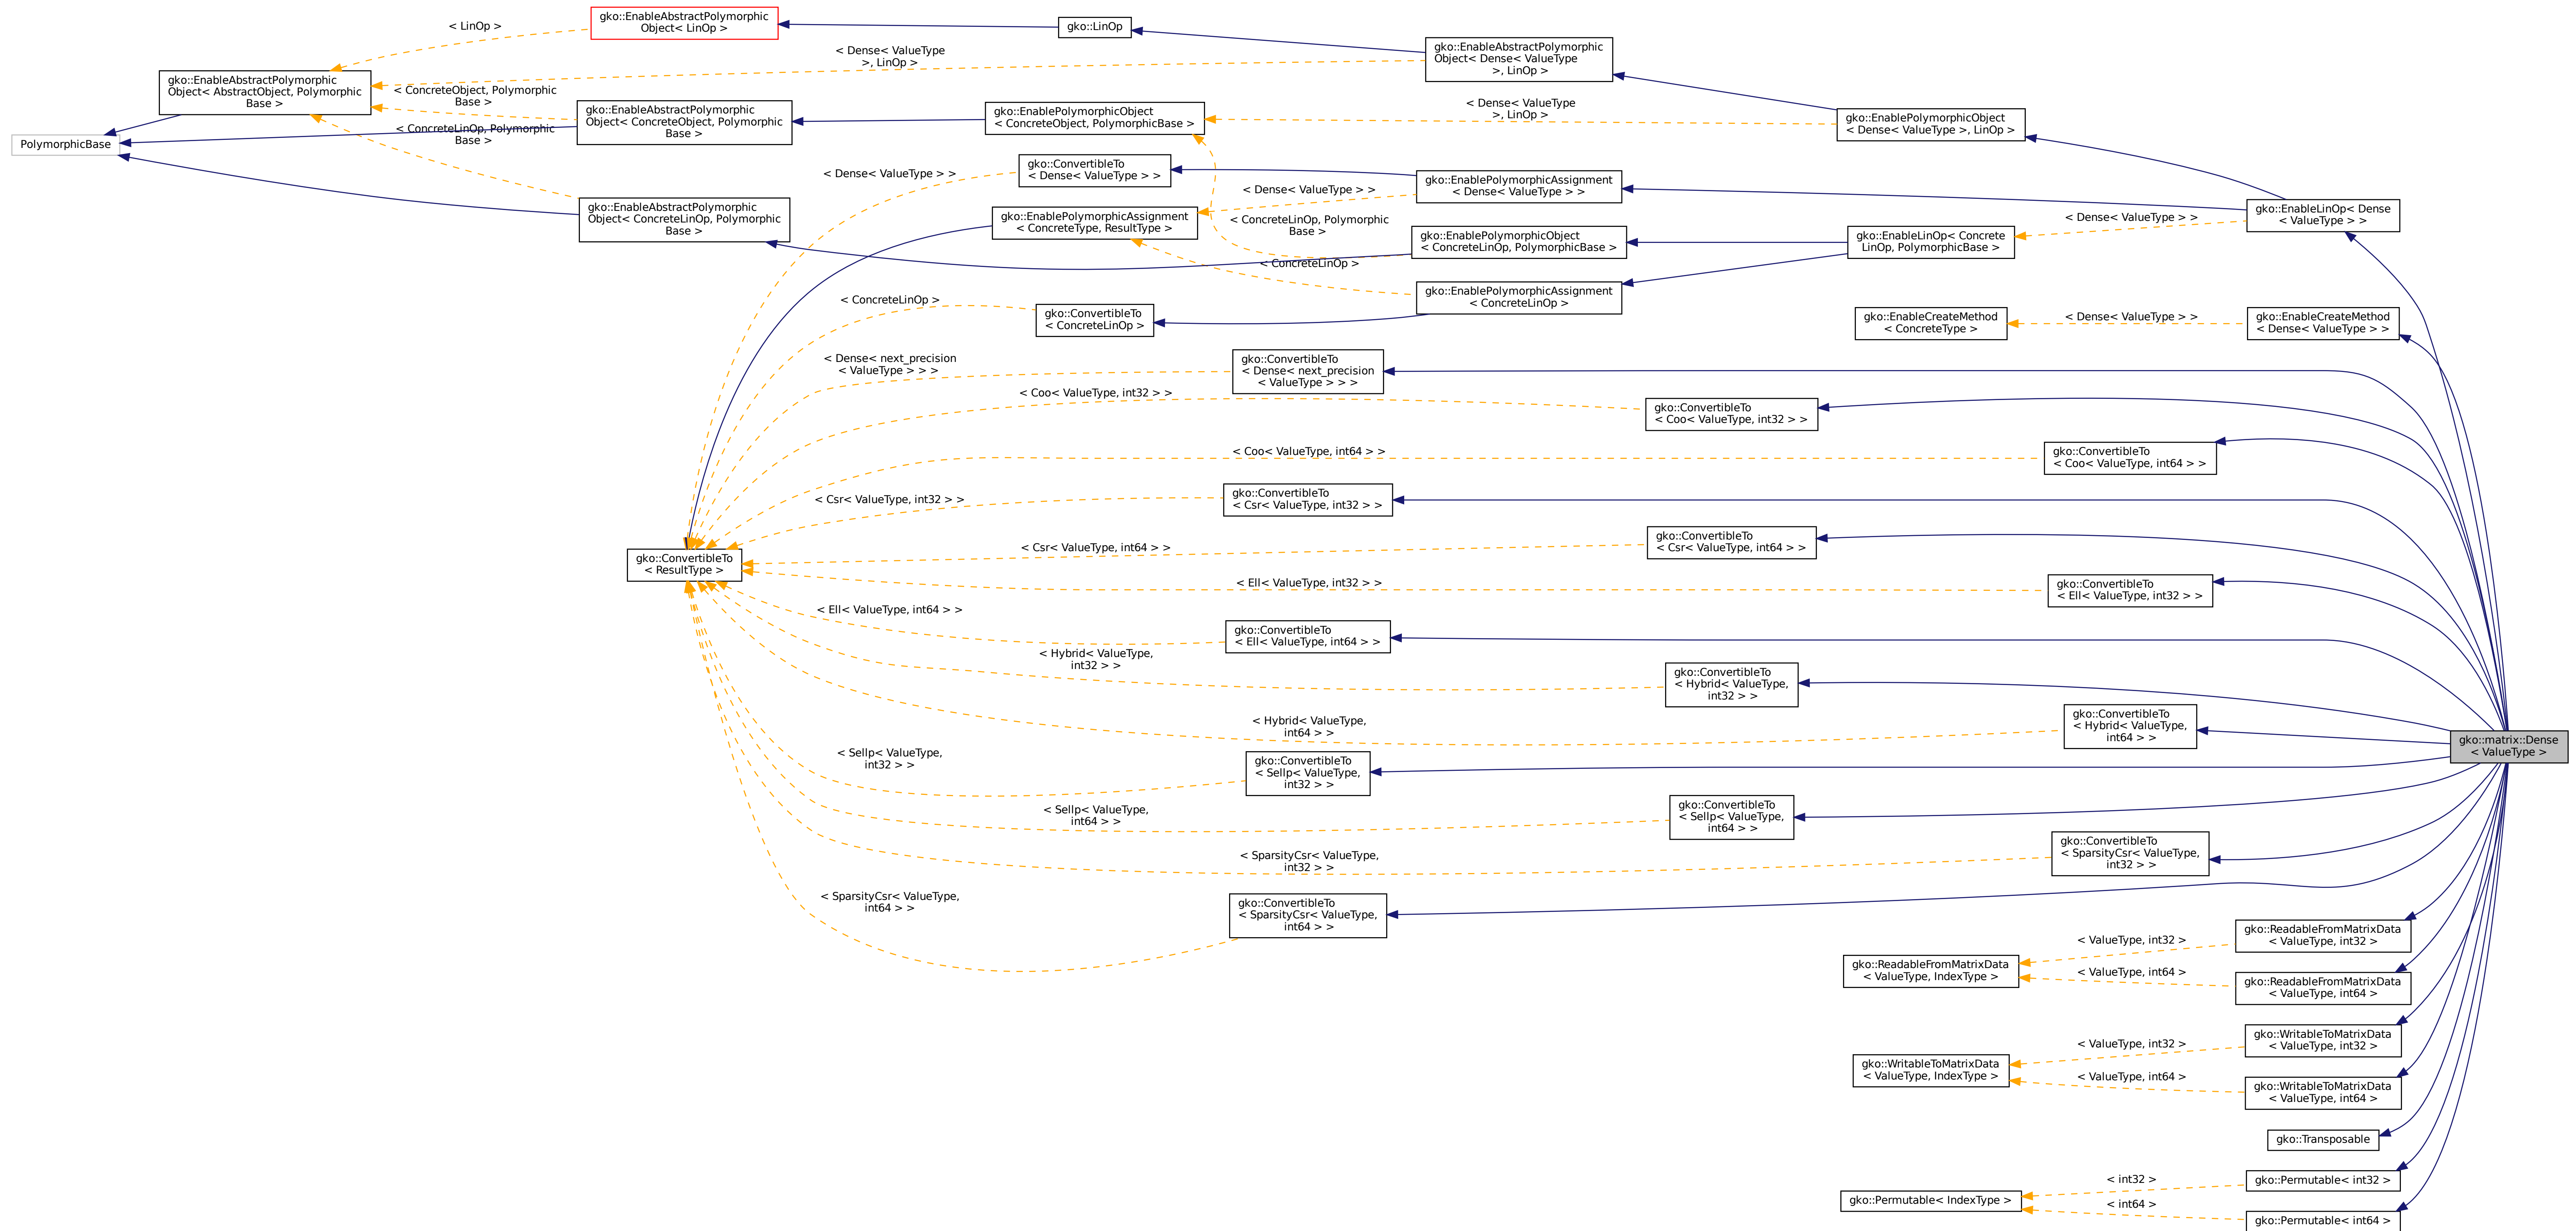 gko::EnableAbstractPolymorphic
Object< LinOp >
< LinOp >
gko::LinOp
gko::EnableAbstractPolymorphic
Object< Dense< ValueType
>, LinOp >
< Dense< ValueType
>, LinOp >
gko::EnableAbstractPolymorphic
Object< AbstractObject, Polymorphic
Base >
< ConcreteObject, Polymorphic
Base >
gko::EnableAbstractPolymorphic
Object< ConcreteObject, Polymorphic
Base >
gko::EnablePolymorphicObject
< ConcreteObject, PolymorphicBase >
< Dense< ValueType
>, LinOp >
gko::EnablePolymorphicObject
< Dense< ValueType >, LinOp >
PolymorphicBase
< ConcreteLinOp, Polymorphic
Base >
gko::EnableAbstractPolymorphic
Object< ConcreteLinOp, Polymorphic
Base >
< Dense< ValueType > >
gko::ConvertibleTo
< Dense< ValueType > >
< Dense< ValueType > >
gko::EnablePolymorphicAssignment
< Dense< ValueType > >
gko::EnablePolymorphicAssignment
< ConcreteType, ResultType >
< ConcreteLinOp, Polymorphic
Base >
gko::EnablePolymorphicObject
< ConcreteLinOp, PolymorphicBase >
gko::EnableLinOp< Concrete
LinOp, PolymorphicBase >
< Dense< ValueType > >
gko::EnableLinOp< Dense
< ValueType > >
< ConcreteLinOp >
gko::EnablePolymorphicAssignment
< ConcreteLinOp >
< ConcreteLinOp >
gko::ConvertibleTo
< ConcreteLinOp >
gko::EnableCreateMethod
< ConcreteType >
< Dense< ValueType > >
gko::EnableCreateMethod
< Dense< ValueType > >
< Dense< next_precision
< ValueType > > >
gko::ConvertibleTo
< Dense< next_precision
< ValueType > > >
< Coo< ValueType, int32 > >
gko::ConvertibleTo
< Coo< ValueType, int32 > >
< Coo< ValueType, int64 > >
gko::ConvertibleTo
< Coo< ValueType, int64 > >
< Csr< ValueType, int32 > >
gko::ConvertibleTo
< Csr< ValueType, int32 > >
< Csr< ValueType, int64 > >
gko::ConvertibleTo
< Csr< ValueType, int64 > >
gko::ConvertibleTo
< ResultType >
< Ell< ValueType, int32 > >
gko::ConvertibleTo
< Ell< ValueType, int32 > >
< Ell< ValueType, int64 > >
gko::ConvertibleTo
< Ell< ValueType, int64 > >
< Hybrid< ValueType,
int32 > >
gko::ConvertibleTo
< Hybrid< ValueType,
int32 > >
< Hybrid< ValueType,
int64 > >
gko::ConvertibleTo
< Hybrid< ValueType,
int64 > >
gko::matrix::Dense
< ValueType >
< Sellp< ValueType,
int32 > >
gko::ConvertibleTo
< Sellp< ValueType,
int32 > >
< Sellp< ValueType,
int64 > >
gko::ConvertibleTo
< Sellp< ValueType,
int64 > >
< SparsityCsr< ValueType,
int32 > >
gko::ConvertibleTo
< SparsityCsr< ValueType,
int32 > >
< SparsityCsr< ValueType,
int64 > >
gko::ConvertibleTo
< SparsityCsr< ValueType,
int64 > >
gko::ReadableFromMatrixData
< ValueType, IndexType >
< ValueType, int32 >
gko::ReadableFromMatrixData
< ValueType, int32 >
< ValueType, int64 >
gko::ReadableFromMatrixData
< ValueType, int64 >
gko::WritableToMatrixData
< ValueType, IndexType >
< ValueType, int32 >
gko::WritableToMatrixData
< ValueType, int32 >
< ValueType, int64 >
gko::WritableToMatrixData
< ValueType, int64 >
gko::Transposable
gko::Permutable< IndexType >
< int32 >
gko::Permutable< int32 >
< int64 >
gko::Permutable< int64 >